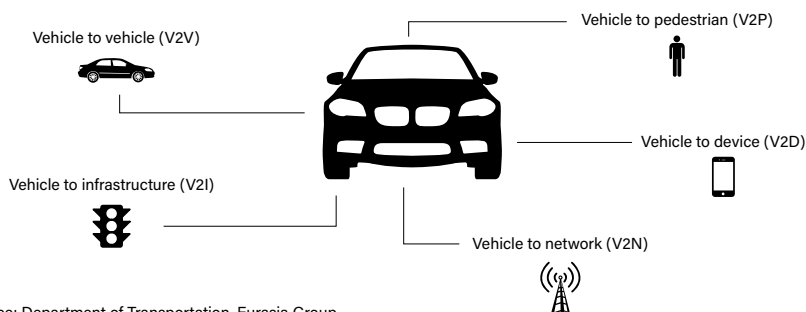 Vehicle to pedestrian (V2P)
Vehicle to vehicle (V2V)
Vehicle to device (V2D)
Vehicle to infrastructure (V2I)
Vehicle to network (V2N)
Department of Transportation, Eurasia Group